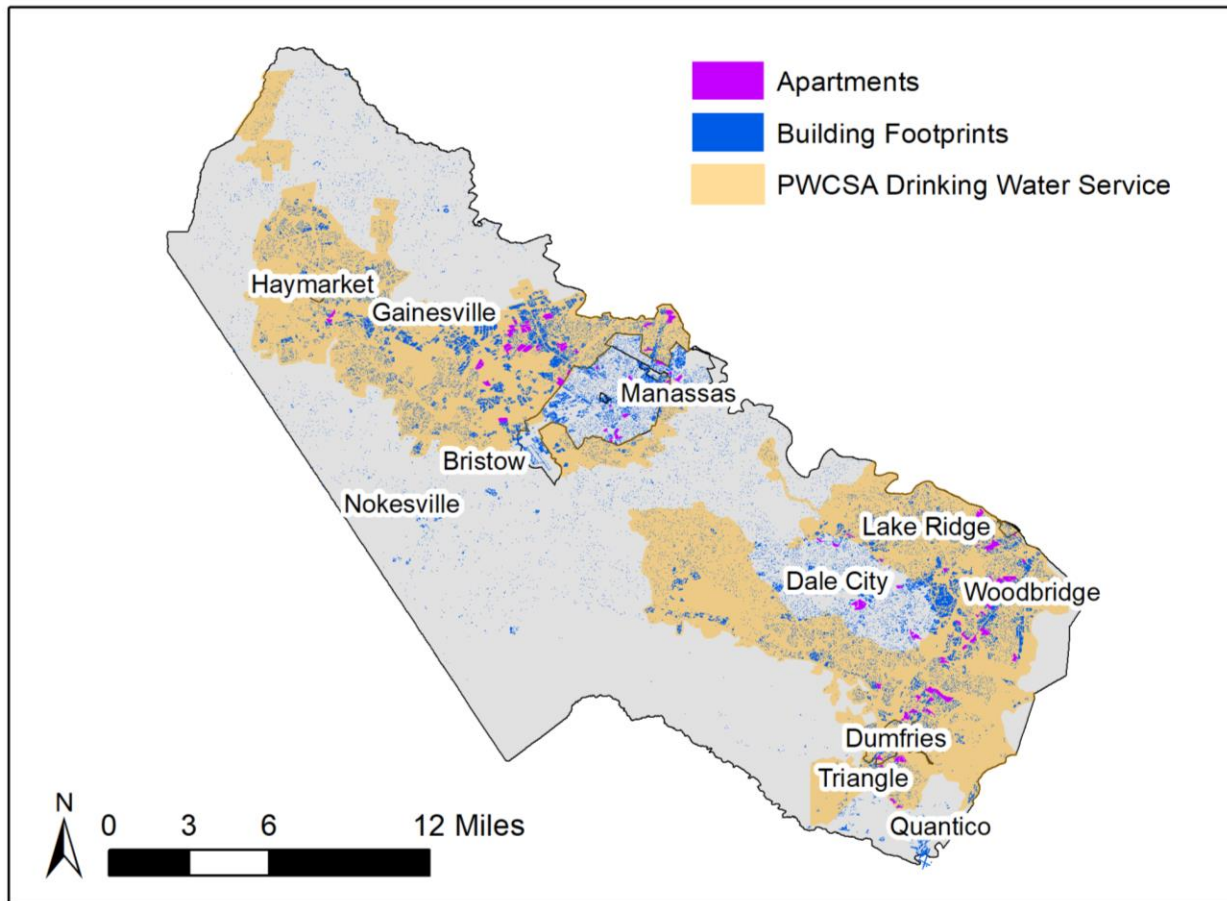 Apartments
Building Footprints
PWCSA Drinking Water Service
Haymarket
Gainesville
Manassas
Bristow
Nokesville
Lake Ridge
Dale City
Woodbridge
Dumfries
Triangle
Quantico
N
0 3 6 12 Miles